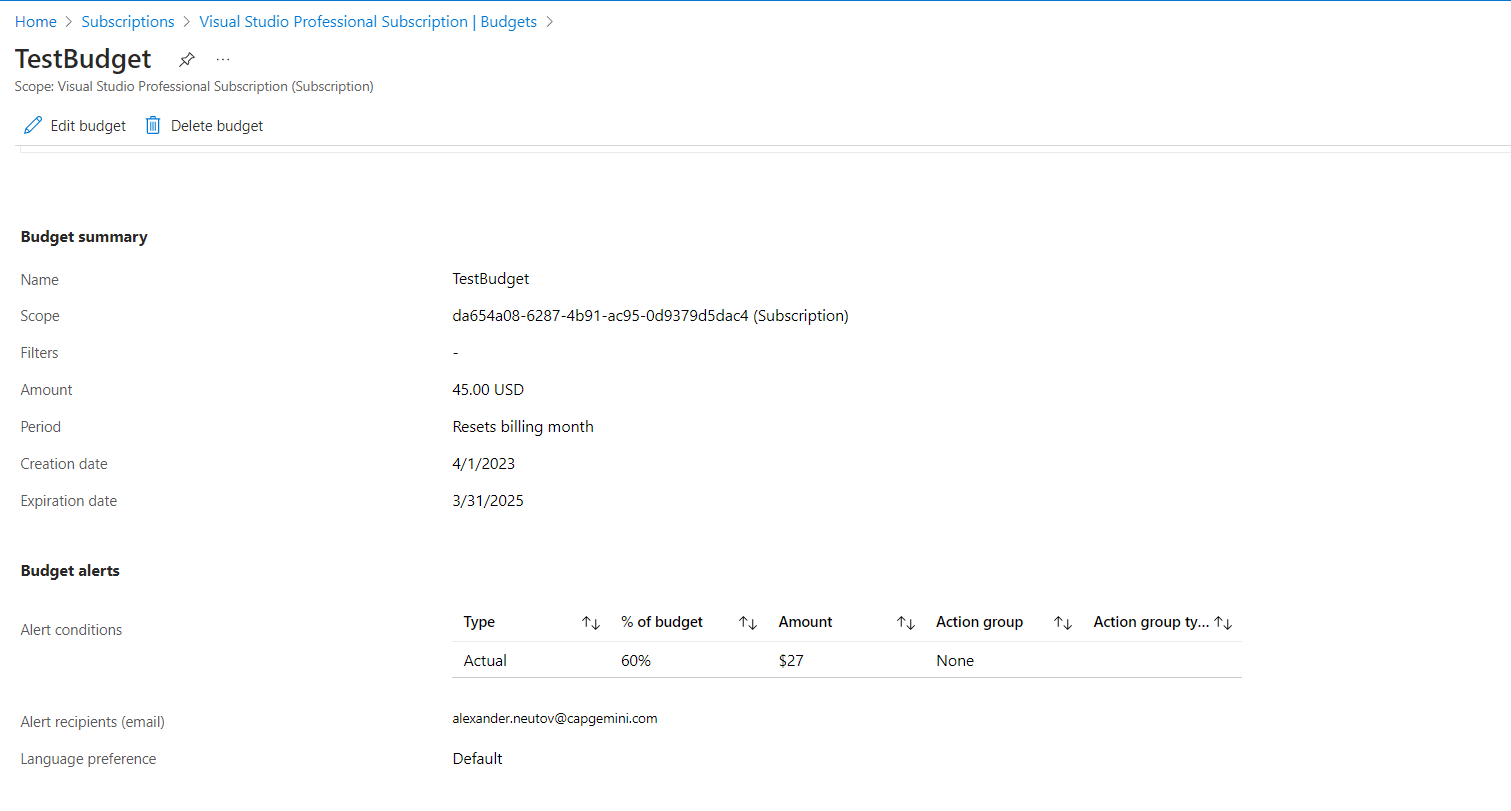 Home > Subscriptions > Visual Studio Professional Subscription | Budgets >
TestBudget ...
Scope: Visual Studio Professional Subscription (Subscription)
Edit budget Delete budget
Budget summary
Name TestBudget
Scope da654a08-6287-4b91-ac95-0d9379d5dac4 (Subscription)
Filters -
Amount 45.00 USD
Period Resets billing month
Creation date 4/1/2023
Expiration date 3/31/2025
Budget alerts
Type ↑↓ % of budget ↑↓ Amount ↑↓ Action group ↑↓ Action group ty... ↑↓
Alert conditions
Actual 60% $27 None
Alert recipients (email) alexander.neutov@capgemini.com
Language preference Default